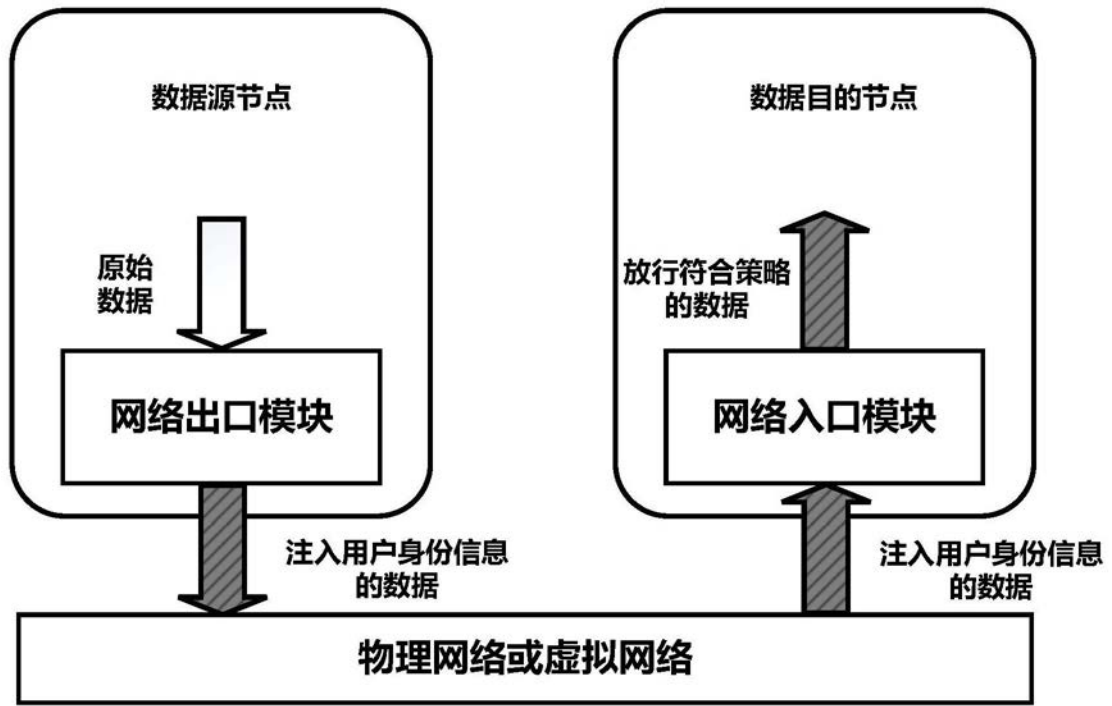 数据源节点
原始
数据
网络出口模块
注入用户身份信息
的数据
数据目的节点
放行符合策略
的数据
网络入口模块
注入用户身份信息
的数据
物理网络或虚拟网络